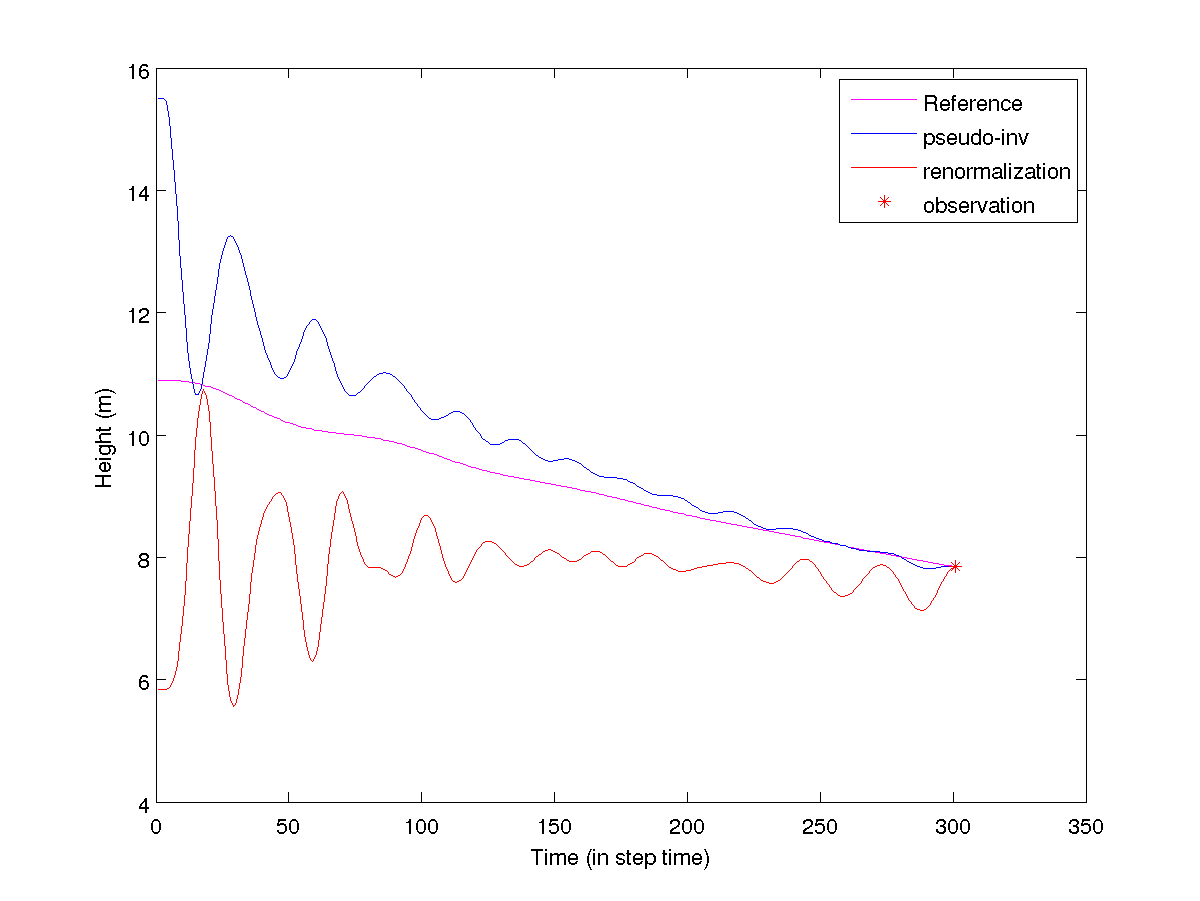 16
14
12
10
8
6
4
Height (m)
0
50
100
150
200
250
300
350
Time (in step time)
Reference
pseudo-inv
renormalization
observation